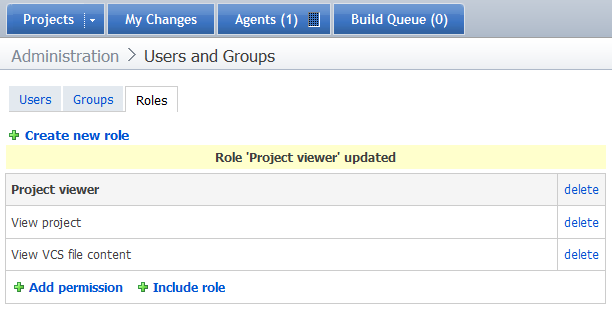 Projects My Changes Agents (1) Build Queue (0)
Administration > Users and Groups
Users Groups Roles
Create new role
Role 'Project viewer' updated
Project viewer delete
View project delete
View VCS file content delete
Add permission Include role